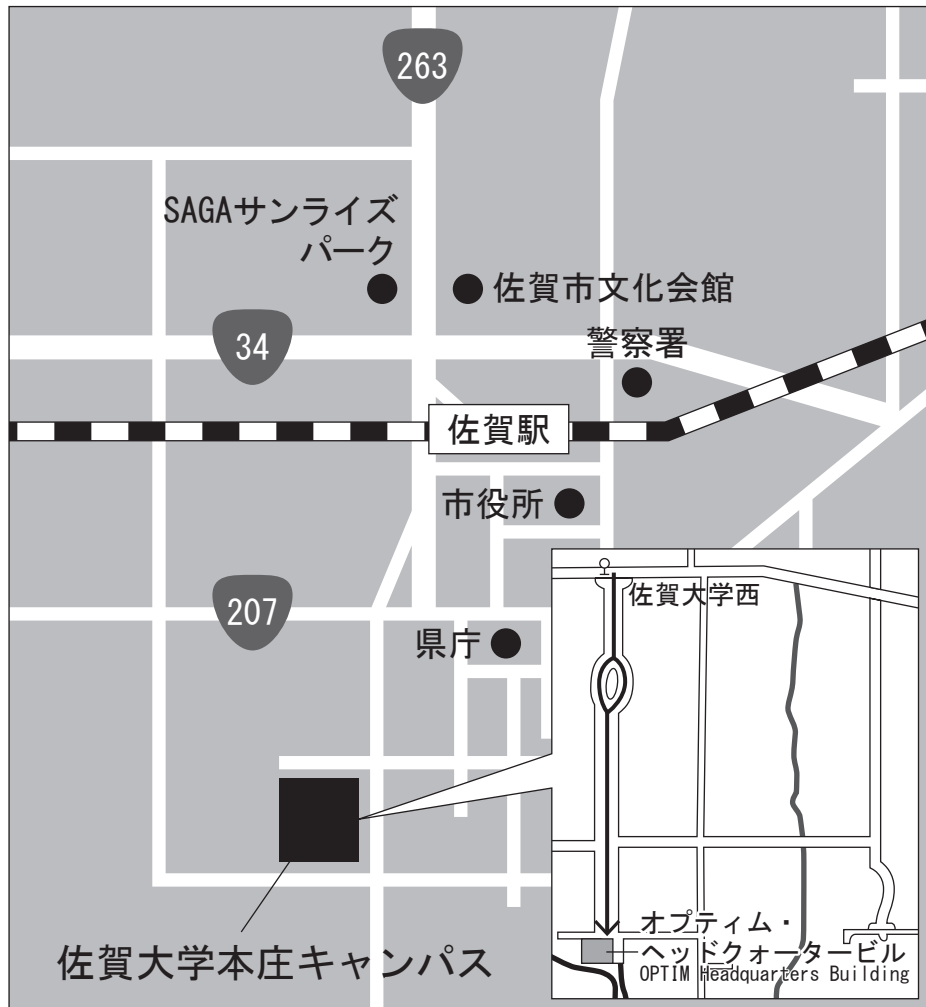 263
SAGAサンライズ
パーク
佐賀市文化会館
34
警察署
佐賀駅
市役所
207
県庁
佐賀大学西
オプティム・
ヘッドクォータービル
OPTIM Headquarters Building
佐賀大学本庄キャンパス